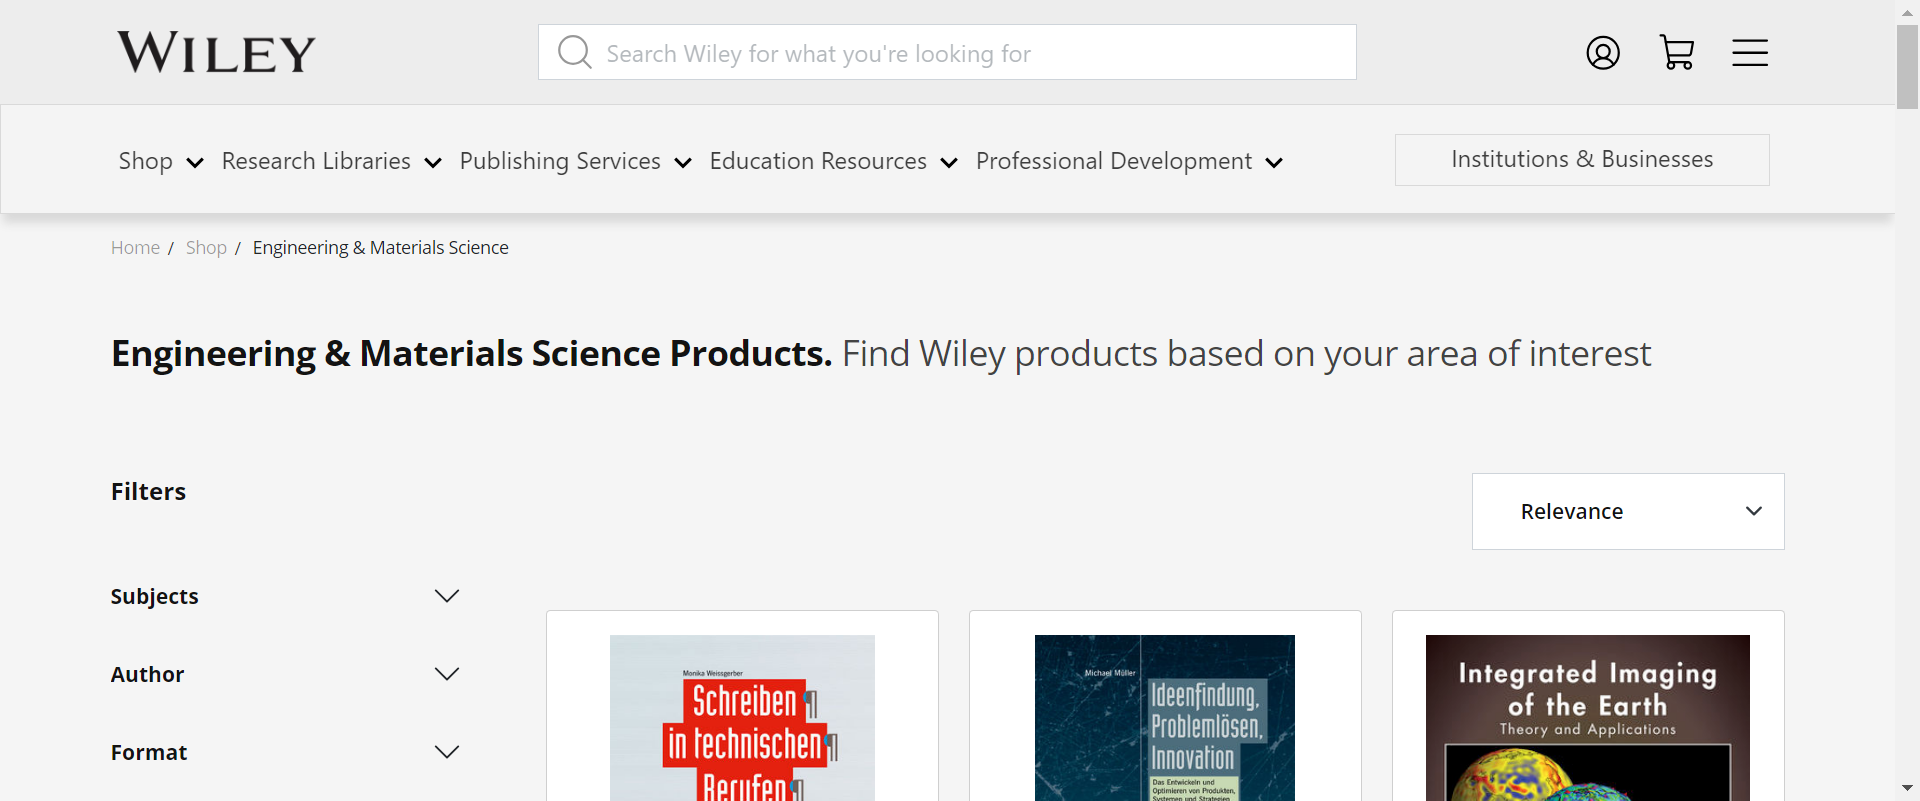 WILEY
Search Wiley for what you're looking for
Shop Research Libraries Publishing Services Education Resources Professional Development Institutions & Businesses
Home / Shop / Engineering & Materials Science
Engineering & Materials Science Products. Find Wiley products based on your area of interest
Filters
Relevance
Subjects
Author
Format
Monika Weissgerber
Schreiben ¶
in technischen ¶
Berufen ¶
Michael Müller
Ideenfindung,
Problemlösen,
Innovation
Das Entwickeln und
Optimieren von Produkten,
Systemen und Strategien
Integrated Imaging
of the Earth
Theory and Applications